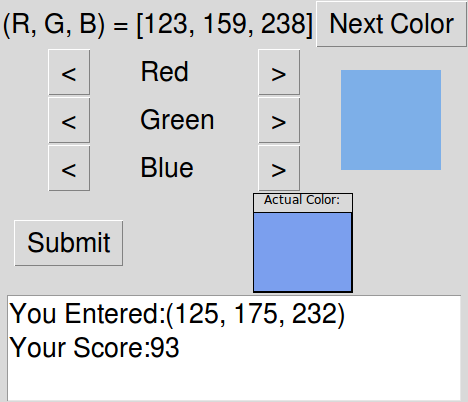 (R, G, B) = [123, 159, 238] Next Color
< Red >
< Green >
< Blue >
Actual Color:
Submit
You Entered:(125, 175, 232)
Your Score:93